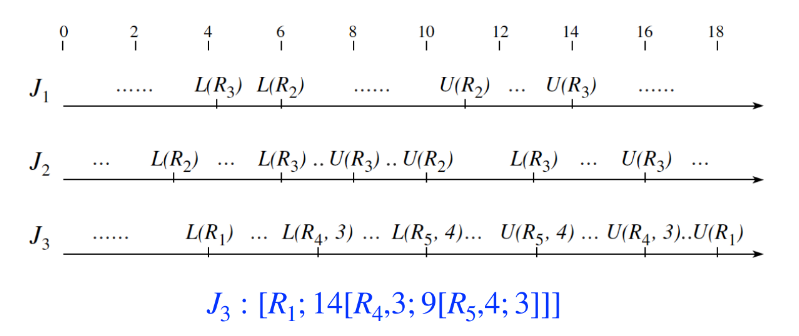 0 2 4 6 8 10 12 14 16 18
J₁ ...... L(R₃) L(R₂) ...... U(R₂) ... U(R₃) ......
J₂ ... L(R₂) ... L(R₃) .. U(R₃) .. U(R₂) L(R₃) ... U(R₃) ...
J₃ ...... L(R₁) ... L(R₄, 3) ... L(R₅, 4)... U(R₅, 4) ... U(R₄, 3)..U(R₁)
J₃ : [R₁; 14[R₄,3; 9[R₅,4; 3]]]